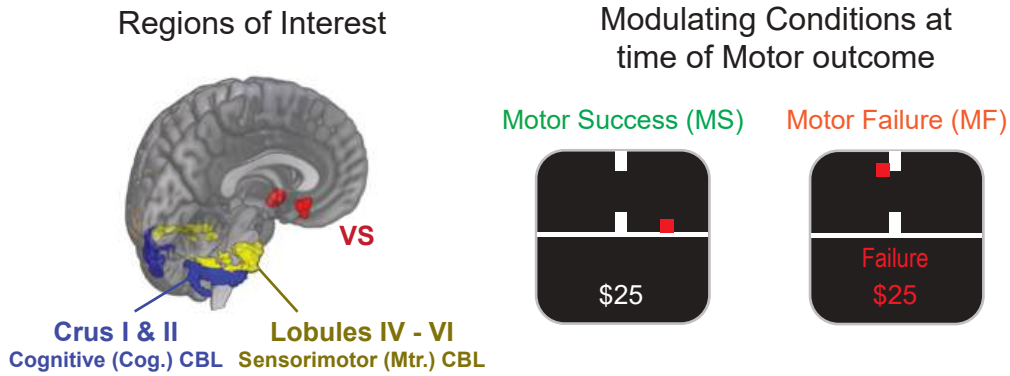 Regions of Interest
VS
Crus I & II
Cognitive (Cog.) CBL
Lobules IV - VI
Sensorimotor (Mtr.) CBL
Modulating Conditions at
time of Motor outcome
Motor Success (MS)
$25
Motor Failure (MF)
Failure
$25